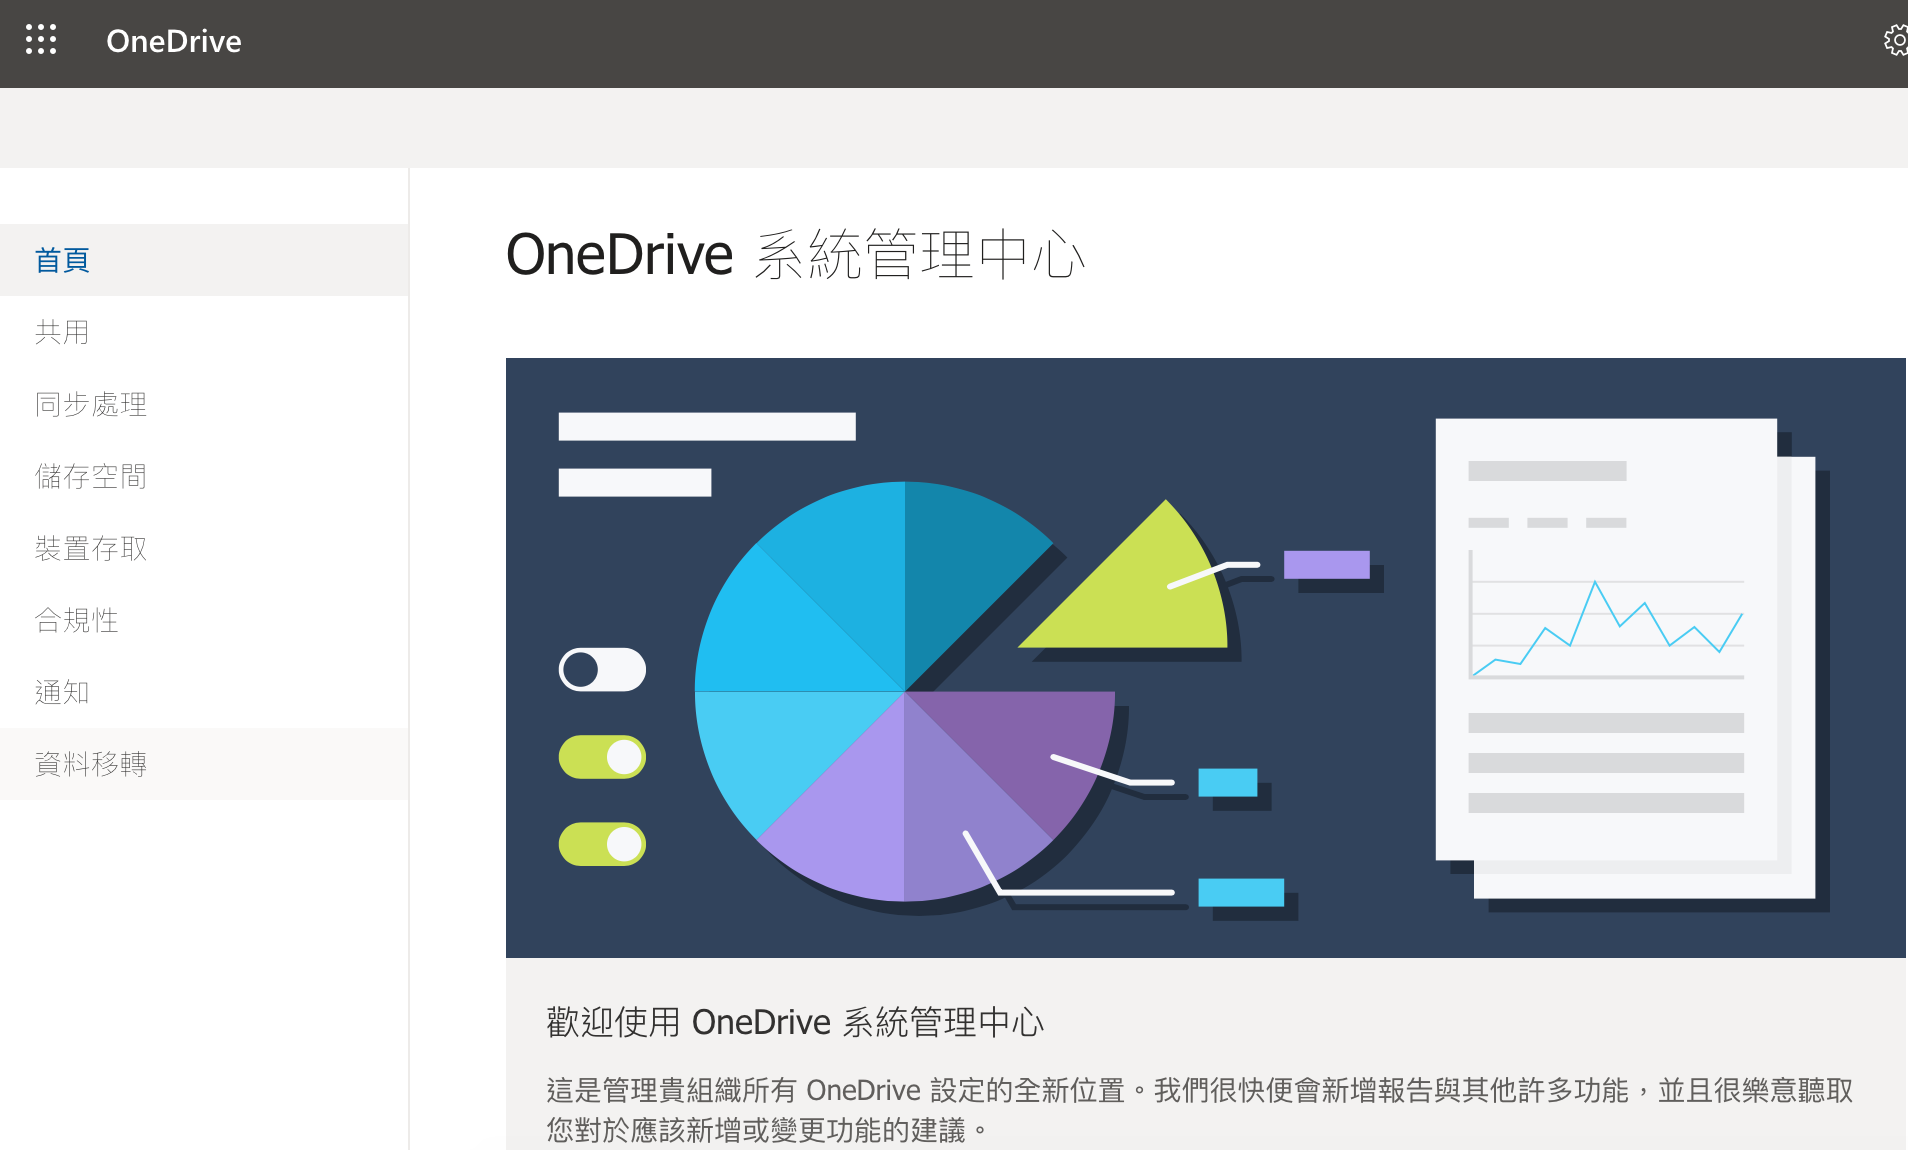 OneDrive
首頁
共用
同步處理
儲存空間
裝置存取
合規性
通知
資料移轉
OneDrive 系統管理中心
歡迎使用 OneDrive 系統管理中心
這是管理貴組織所有 OneDrive 設定的全新位置。我們很快便會新增報告與其他許多功能，並且很樂意聽取
您對於應該新增或變更功能的建議。